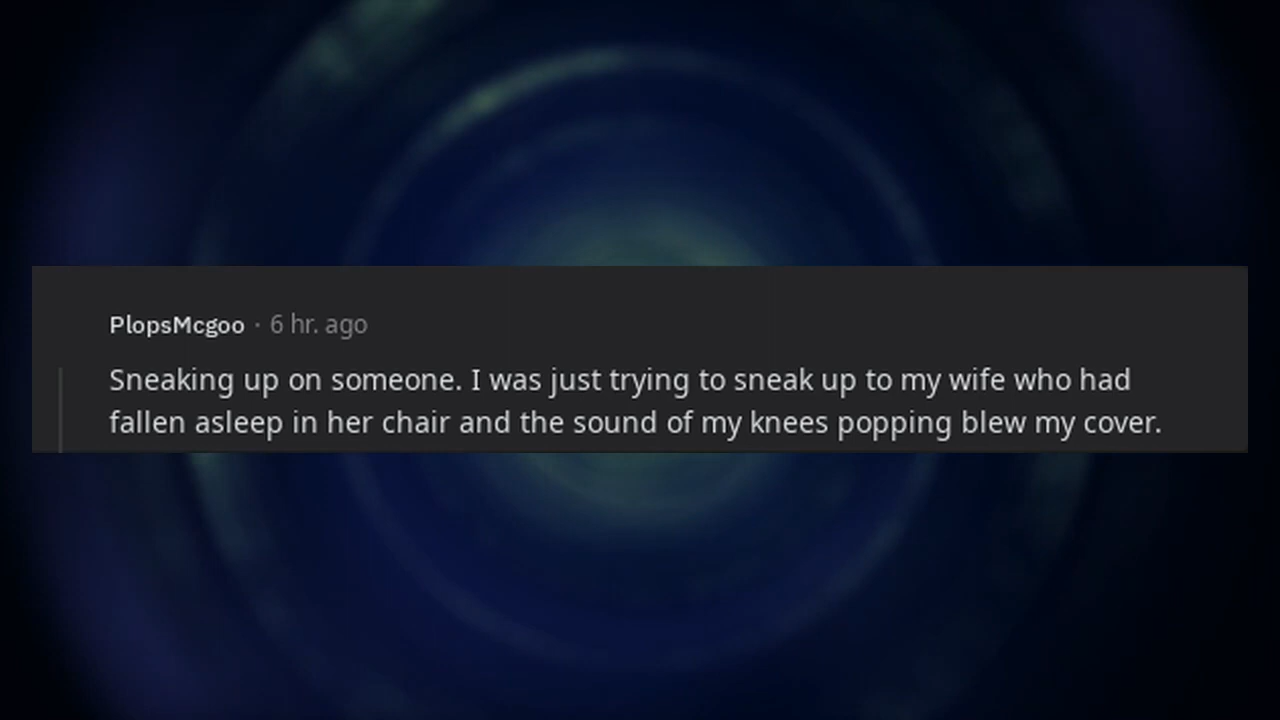 PlopsMcgoo · 6 hr. ago
Sneaking up on someone. I was just trying to sneak up to my wife who had
fallen asleep in her chair and the sound of my knees popping blew my cover.